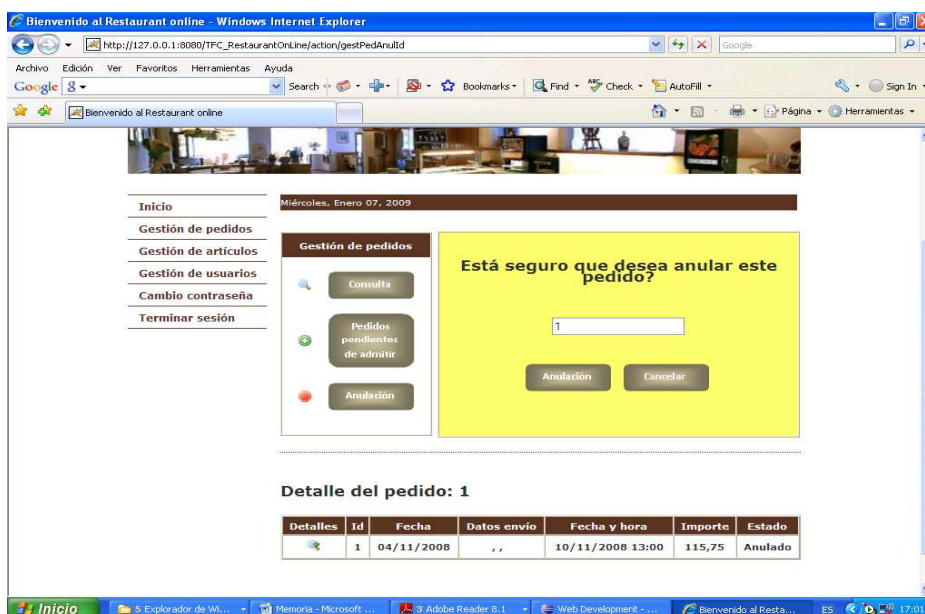 Bienvenido al Restaurant online - Windows Internet Explorer
http://127.0.0.1:8080/TFC_RestaurantOnLine/action/gestPedAnulId
Google
Archivo Edición Ver Favoritos Herramientas Ayuda
Google Search Bookmarks Find Check AutoFill Sign In
Bienvenido al Restaurant online Página Herramientas
Miércoles, Enero 07, 2009
Inicio
Gestión de pedidos
Gestión de artículos
Gestión de usuarios
Cambio contraseña
Terminar sesión
Gestión de pedidos
Consulta
Pedidos
pendientes
de admitir
Anulación
Está seguro que desea anular este
pedido?
1
Anulación Cancelar
Detalle del pedido: 1
Detalles Id Fecha Datos envío Fecha y hora Importe Estado
1 04/11/2008 , , 10/11/2008 13:00 115,75 Anulado
Inicio 5 Explorador de Wi... Memoria - Microsoft ... 3 Adobe Reader 8.1 Web Development - ... Bienvenido al Resta... ES 17:01